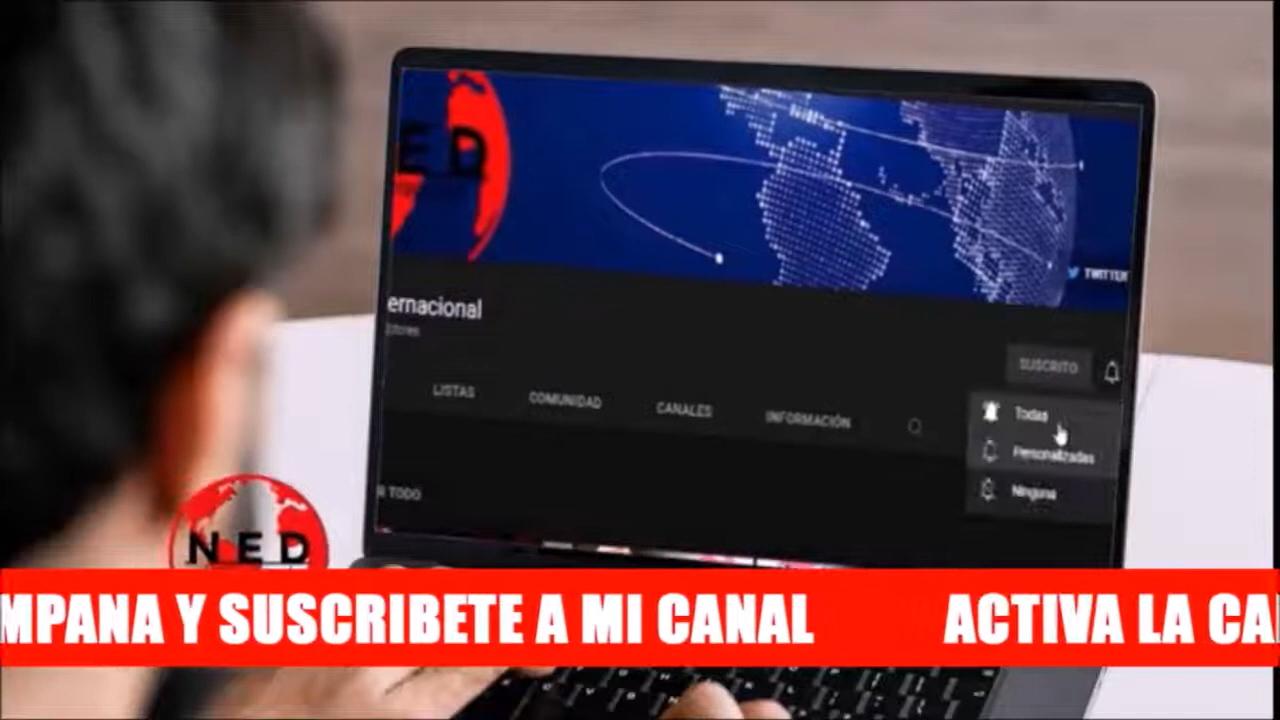 ED
TWITTER
ernacional
SUSCRITO
LISTAS
COMUNIDAD
CANALES
INFORMACIÓN
Todas
Personalizadas
Ninguna
R TODO
NED
MPANA Y SUSCRIBETE A MI CANAL
ACTIVA LA CA